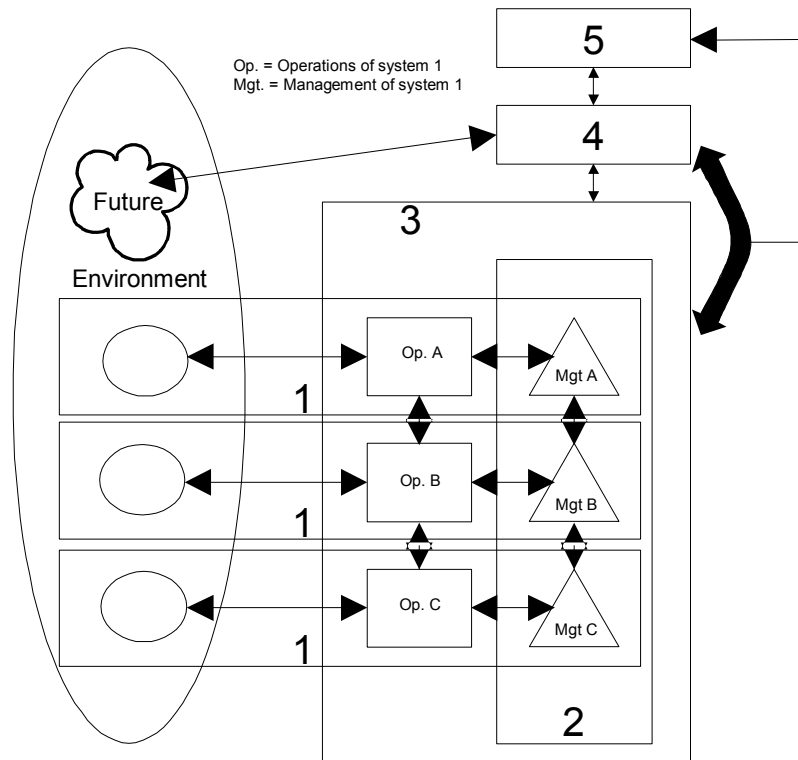 5
Op. = Operations of system 1
Mgt. = Management of system 1
4
Future
3
Environment
Op. A
Mgt A
1
Op. B
Mgt B
1
Op. C
Mgt C
1
2